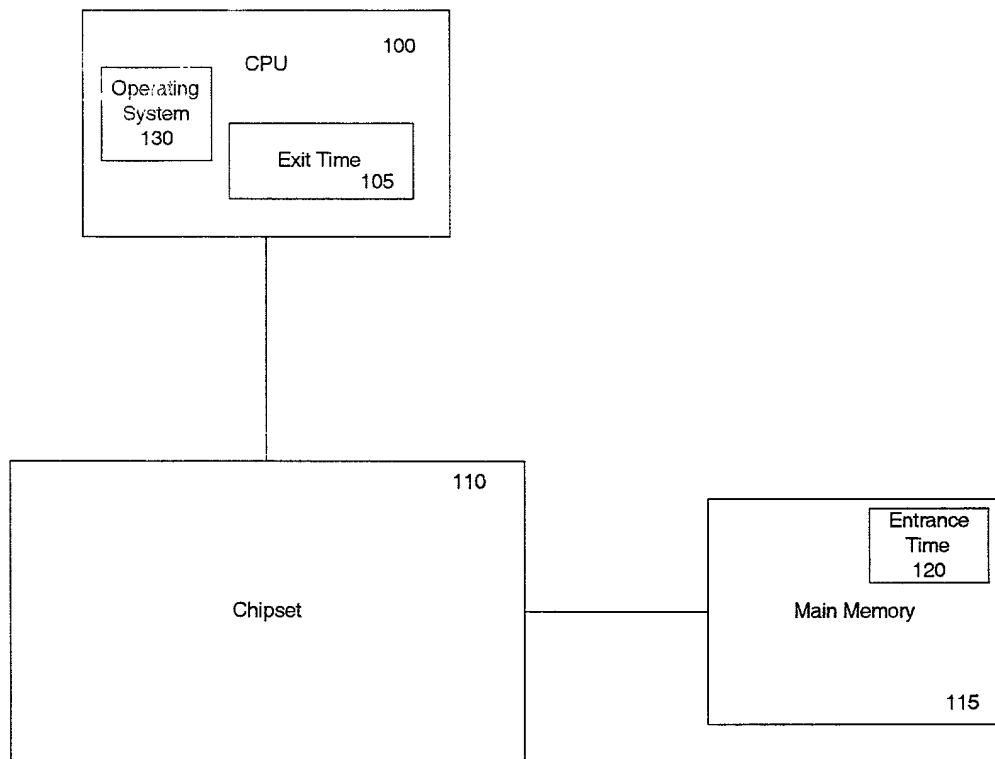 100
CPU
Operating
System
130
Exit Time
105
110
Chipset
Entrance
Time
120
Main Memory
115